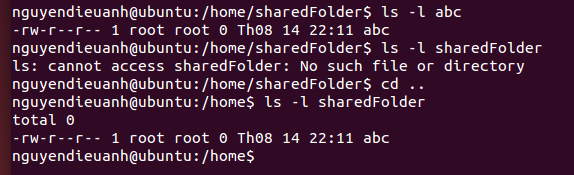 nguyendieuanh@ubuntu:/home/sharedFolder$ ls -l abc
-rw-r--r-- 1 root root 0 Th08 14 22:11 abc
nguyendieuanh@ubuntu:/home/sharedFolder$ ls -l sharedFolder
ls: cannot access sharedFolder: No such file or directory
nguyendieuanh@ubuntu:/home/sharedFolder$ cd ..
nguyendieuanh@ubuntu:/home$ ls -l sharedFolder
total 0
-rw-r--r-- 1 root root 0 Th08 14 22:11 abc
nguyendieuanh@ubuntu:/home$